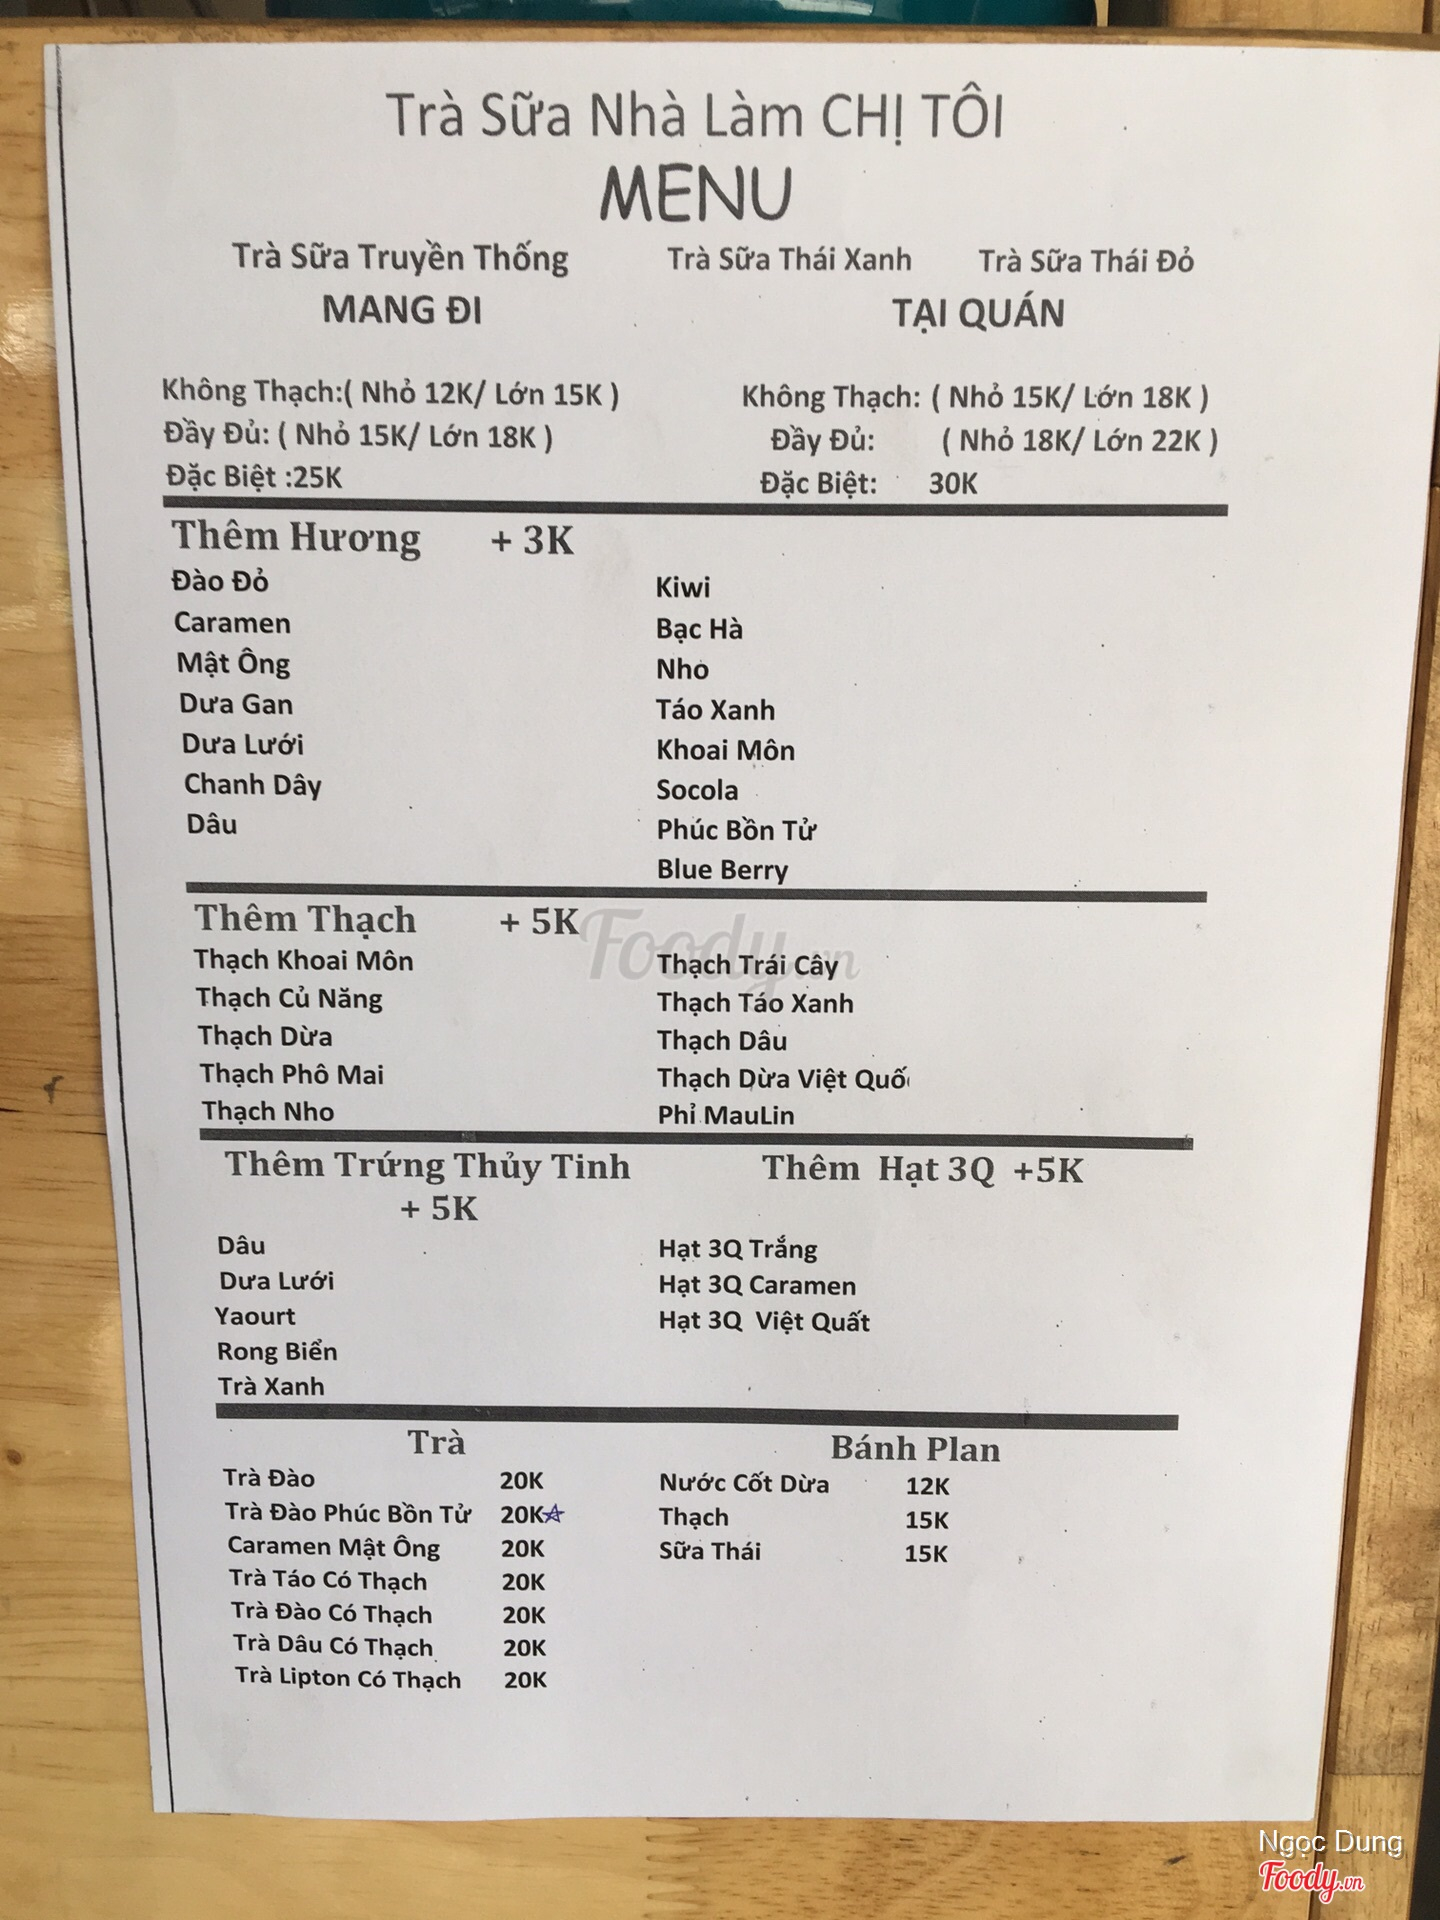 Trà Sữa Nhà Làm CHỊ TÔI
MENU
Trà Sữa Truyền Thống Trà Sữa Thái Xanh Trà Sữa Thái Đỏ
MANG ĐI TẠI QUÁN
Không Thạch:( Nhỏ 12K/ Lớn 15K ) Không Thạch: ( Nhỏ 15K/ Lớn 18K )
Đầy Đủ: ( Nhỏ 15K/ Lớn 18K ) Đầy Đủ: ( Nhỏ 18K/ Lớn 22K )
Đặc Biệt :25K Đặc Biệt: 30K
Thêm Hương + 3K
Đào Đỏ Kiwi
Caramen Bạc Hà
Mật Ông Nho
Dưa Gan Táo Xanh
Dưa Lưới Khoai Môn
Chanh Dây Socola
Dâu Phúc Bồn Tử
Blue Berry
Thêm Thạch + 5K
Foody.vn
Thạch Khoai Môn Thạch Trái Cây
Thạch Củ Năng Thạch Táo Xanh
Thạch Dừa Thạch Dâu
Thạch Phô Mai Thạch Dừa Việt Quố
Thạch Nho Phỉ MauLin
Thêm Trứng Thủy Tinh Thêm Hạt 3Q +5K
+ 5K
Dâu Hạt 3Q Trắng
Dưa Lưới Hạt 3Q Caramen
Yaourt Hạt 3Q Việt Quất
Rong Biển
Trà Xanh
Trà Bánh Plan
Trà Đào 20K Nước Cốt Dừa 12K
Trà Đào Phúc Bồn Tử 20K Thạch 15K
Caramen Mật Ông 20K Sữa Thái 15K
Trà Táo Có Thạch 20K
Trà Đào Có Thạch 20K
Trà Dâu Có Thạch 20K
Trà Lipton Có Thạch 20K
Ngọc Dung
Foody.vn